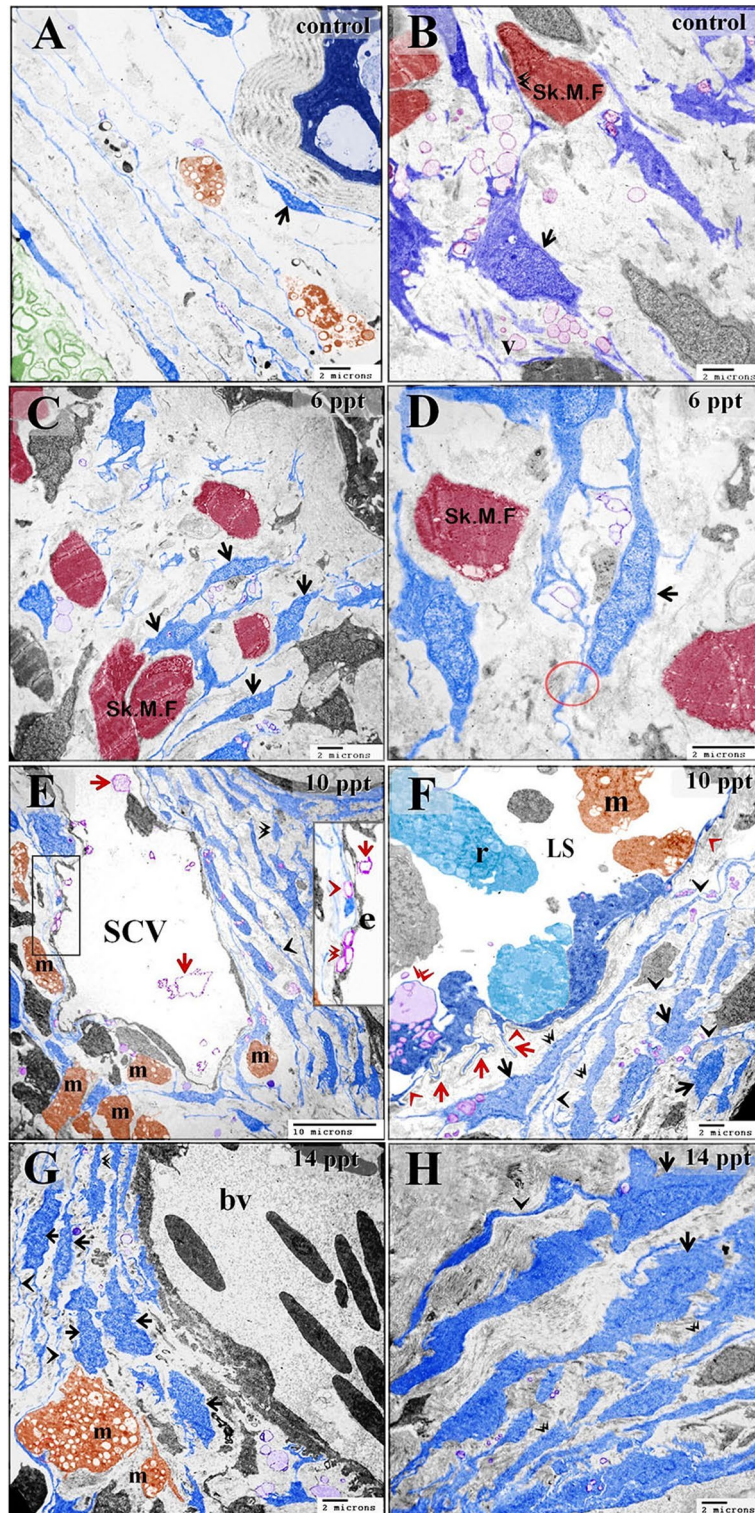 A
control
2 microns
B
control
Sk.M.F
v
2 microns
C
6 ppt
Sk.M.F
2 microns
D
6 ppt
Sk.M.F
2 microns
E
10 ppt
SCV
e
m
m
m
m
m
10 microns
F
10 ppt
m
r
LS
2 microns
G
14 ppt
bv
m
m
2 microns
H
14 ppt
2 microns